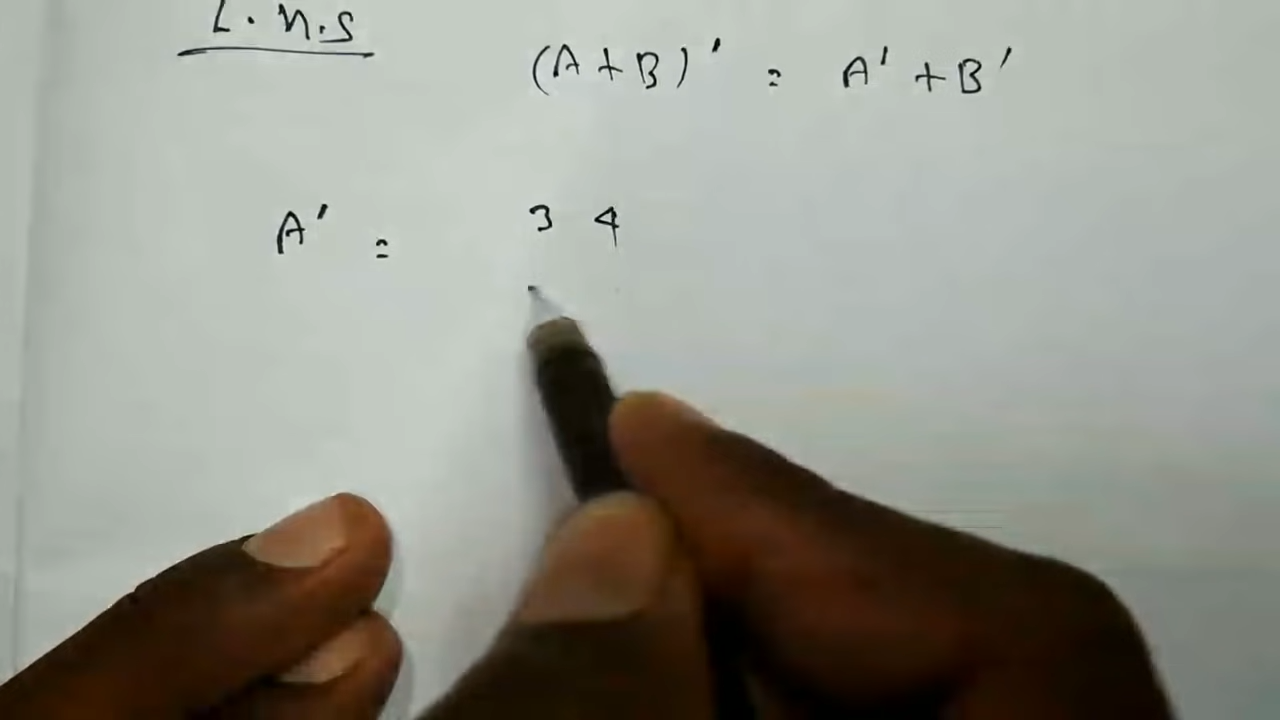 L.H.S
(A+B)' = A' + B'
A' = 3 4